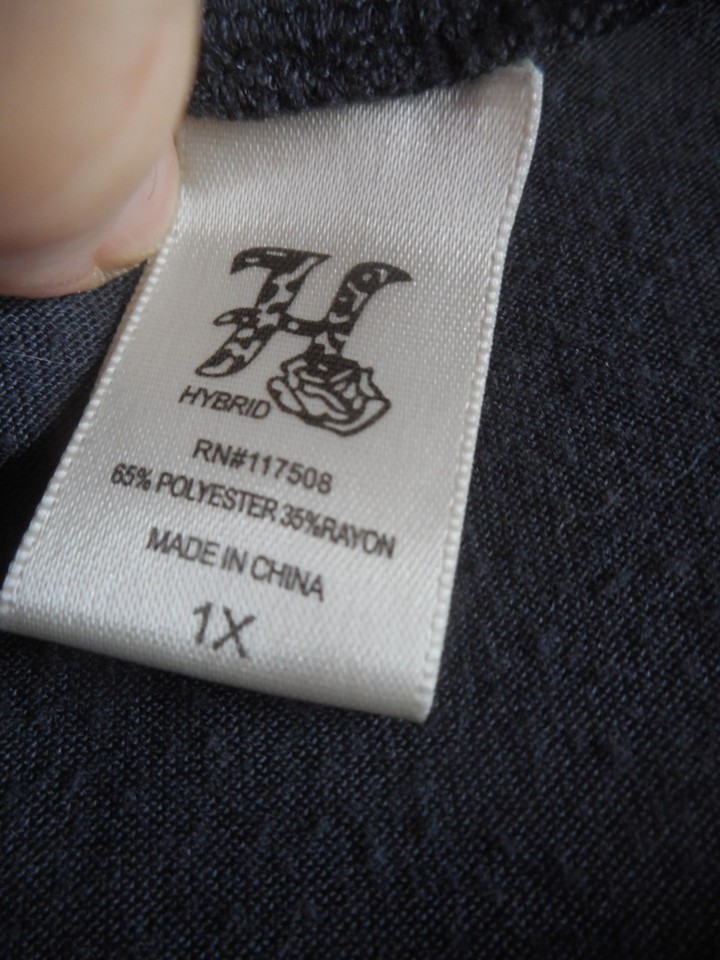 H
HYBRID
RN#117508
65% POLYESTER 35%RAYON
MADE IN CHINA
1X